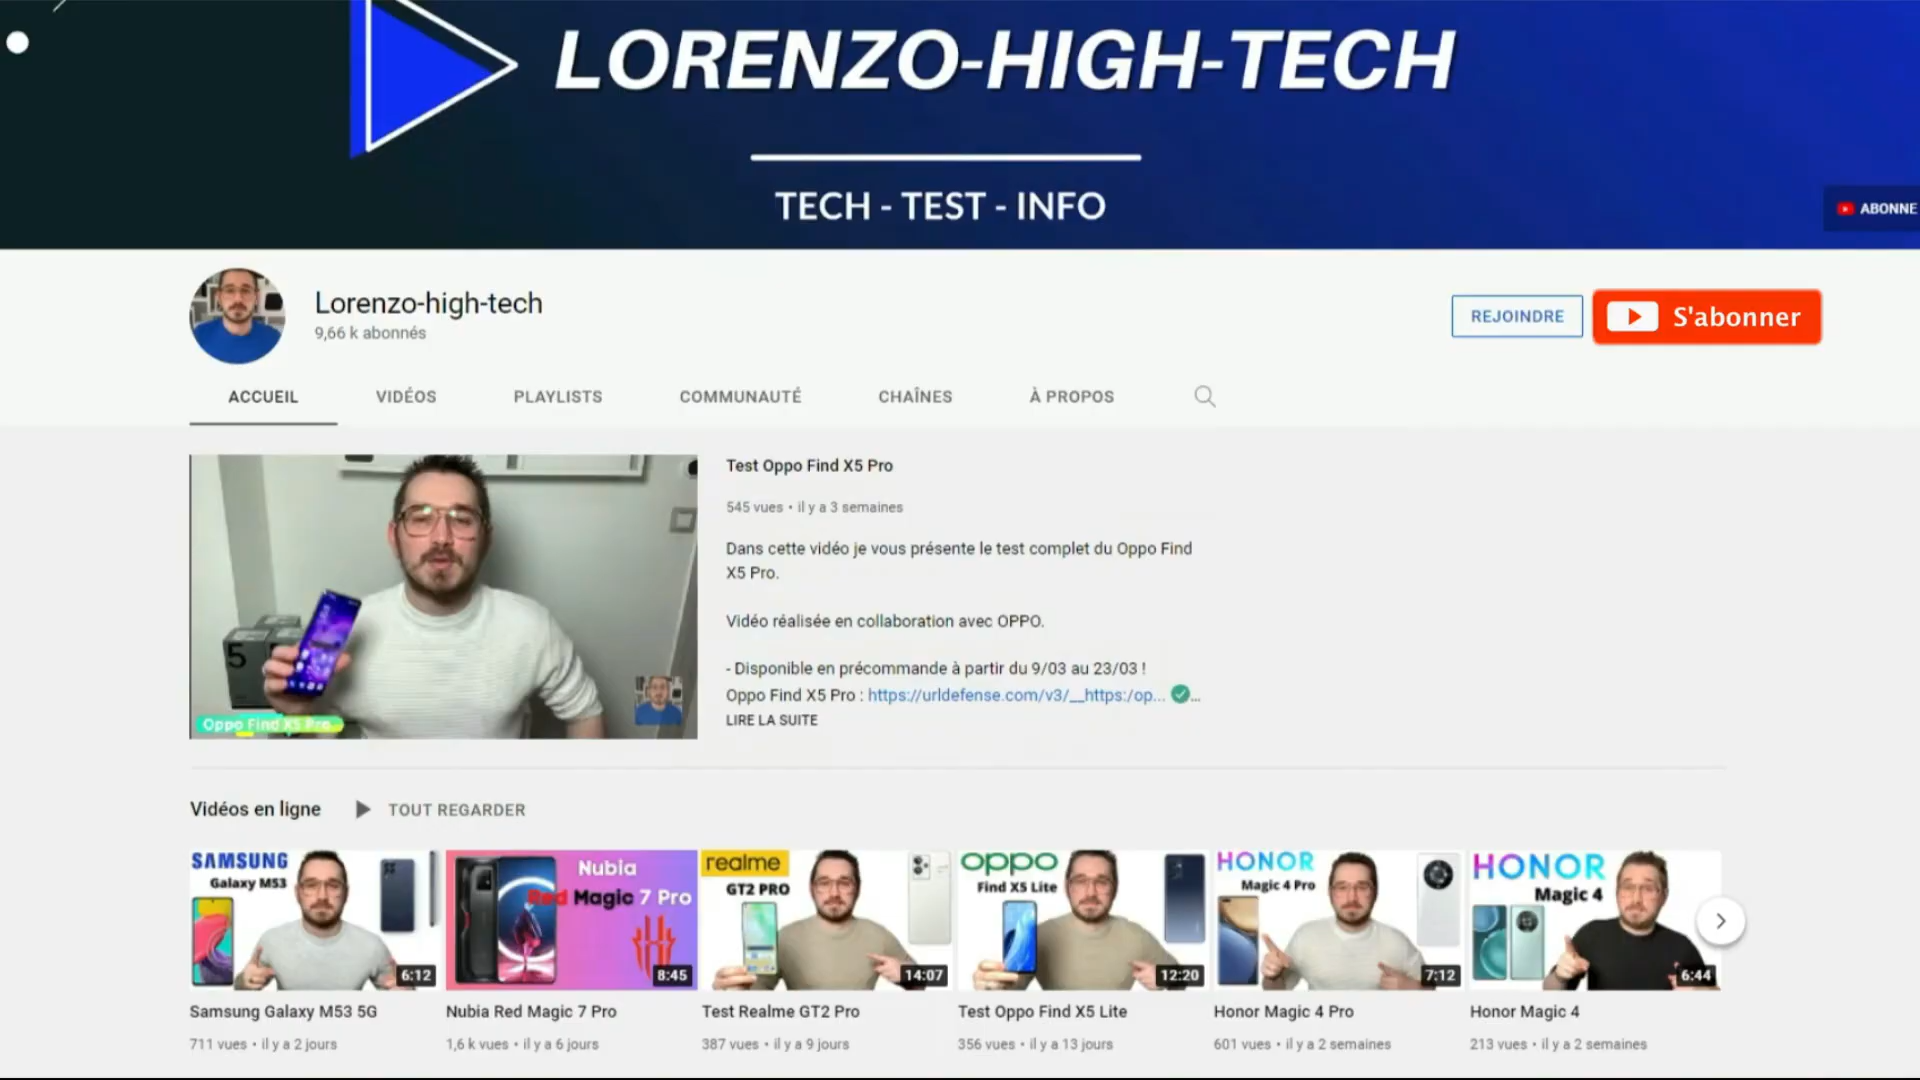 LORENZO-HIGH-TECH
TECH - TEST - INFO
ABONNE
Lorenzo-high-tech
9,66 k abonnés
REJOINDRE
S'abonner
ACCUEIL
VIDÉOS
PLAYLISTS
COMMUNAUTÉ
CHAÎNES
À PROPOS
5
Oppo Find X5 Pro
Test Oppo Find X5 Pro
545 vues • il y a 3 semaines
Dans cette vidéo je vous présente le test complet du Oppo Find
X5 Pro.
Vidéo réalisée en collaboration avec OPPO.
- Disponible en précommande à partir du 9/03 au 23/03 !
Oppo Find X5 Pro : https://urldefense.com/v3/__https:/op... ...
LIRE LA SUITE
Vidéos en ligne
TOUT REGARDER
SAMSUNG
Galaxy M53
6:12
Samsung Galaxy M53 5G
711 vues • il y a 2 jours
Nubia
Red Magic 7 Pro
8:45
Nubia Red Magic 7 Pro
1,6 k vues • il y a 6 jours
realme
GT2 PRO
14:07
Test Realme GT2 Pro
387 vues • il y a 9 jours
oppo
Find X5 Lite
12:20
Test Oppo Find X5 Lite
356 vues • il y a 13 jours
HONOR
Magic 4 Pro
7:12
Honor Magic 4 Pro
601 vues • il y a 2 semaines
HONOR
Magic 4
6:44
Honor Magic 4
213 vues • il y a 2 semaines